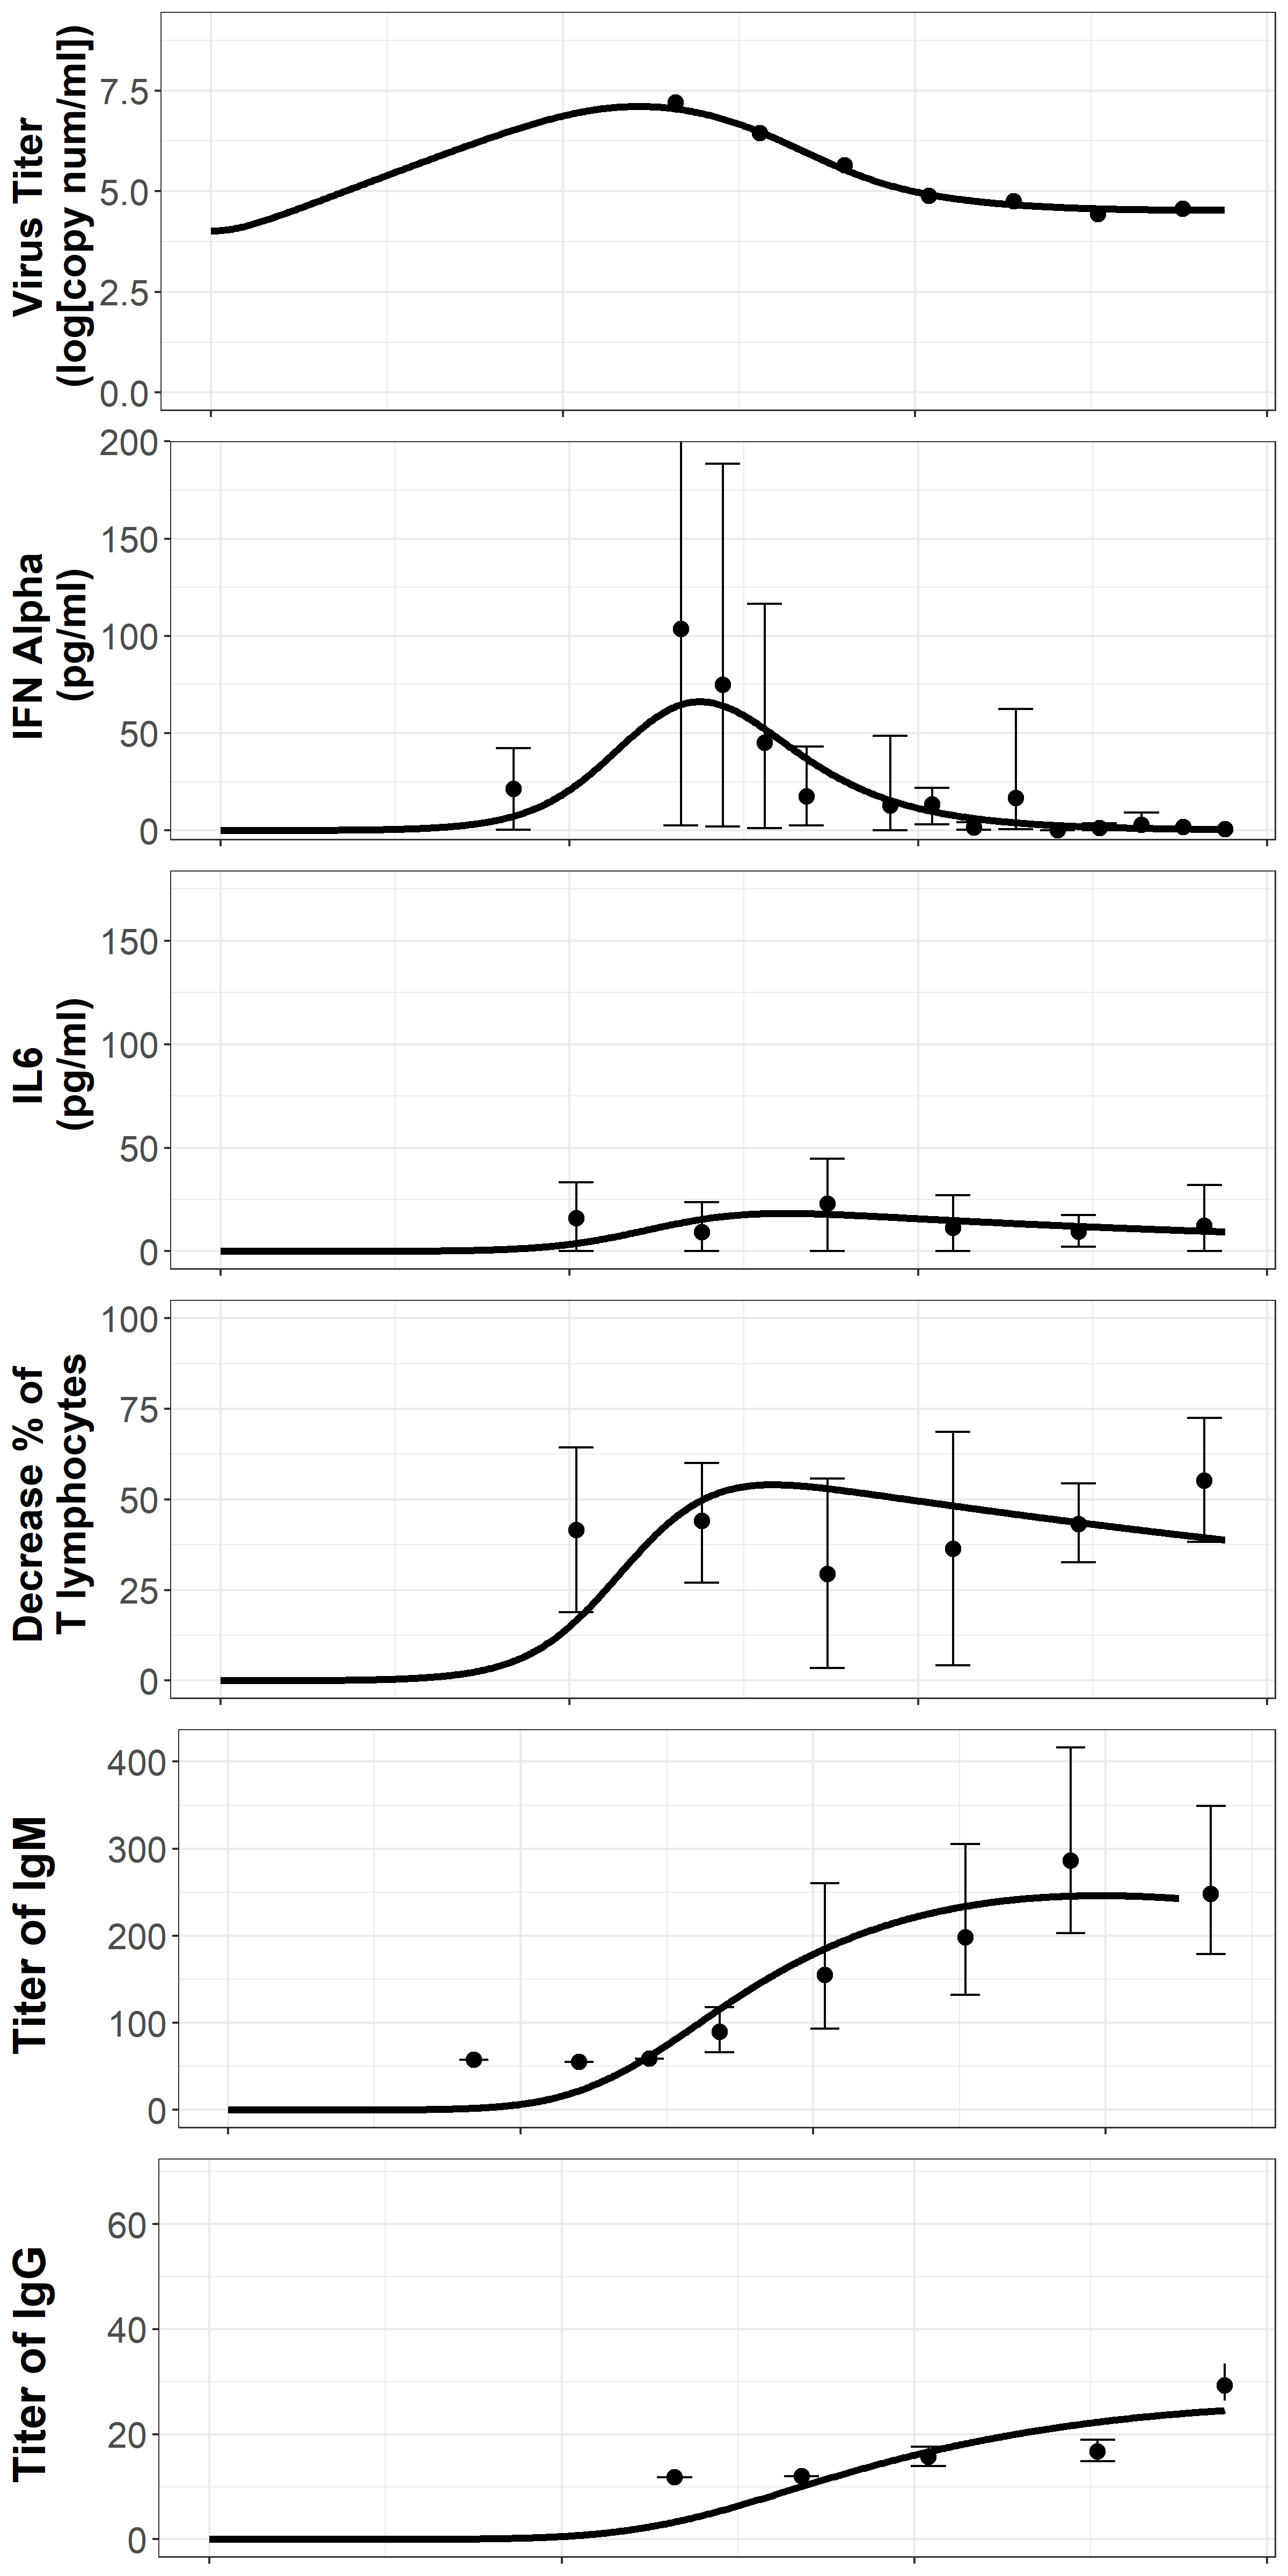 Virus Titer
(log[copy num/ml])
7.5
5.0
2.5
0.0
IFN Alpha
(pg/ml)
200
150
100
50
0
IL6
(pg/ml)
150
100
50
0
Decrease % of
T lymphocytes
100
75
50
25
0
Titer of IgM
400
300
200
100
0
Titer of IgG
60
40
20
0